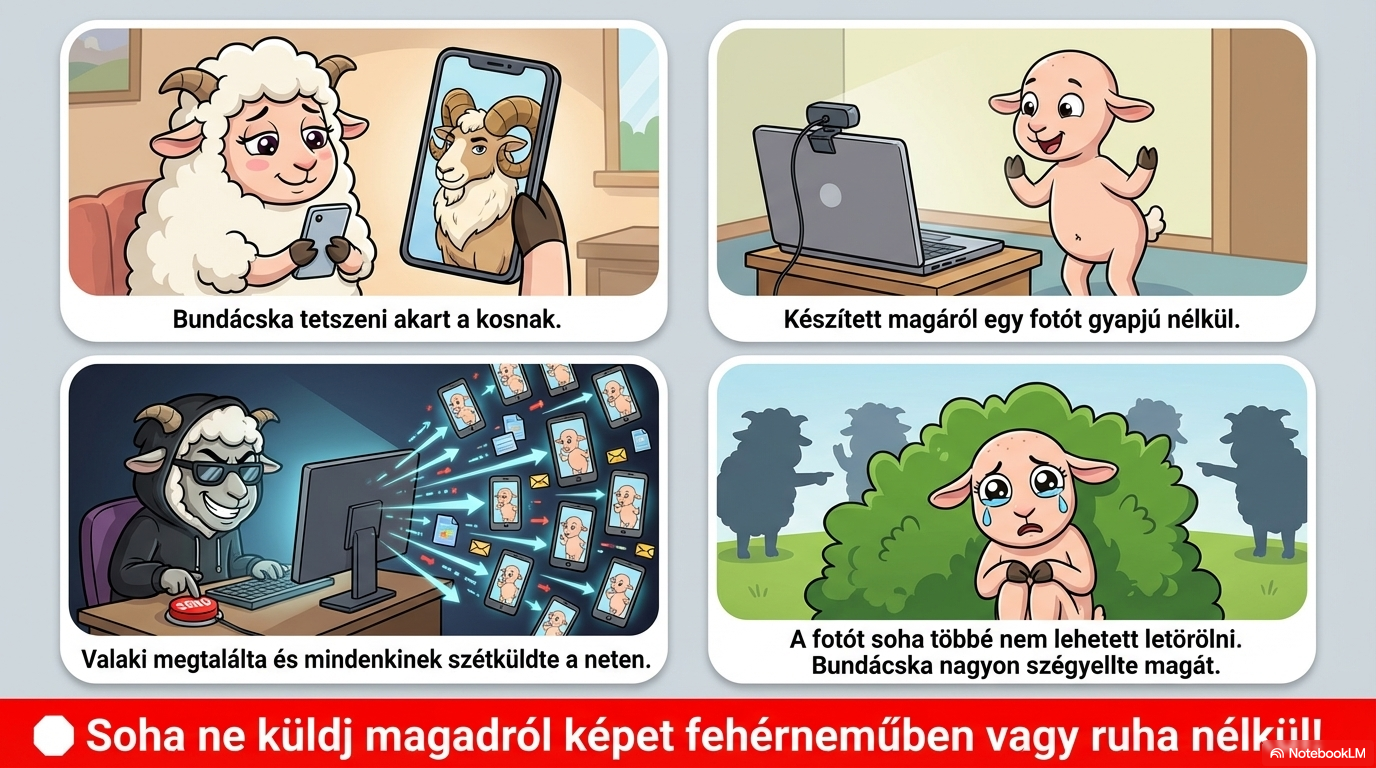 Bundácska tetszeni akart a kosnak.
Készített magáról egy fotót gyapjú nélkül.
SEND
Valaki megtalálta és mindenkinek szétküldte a neten.
A fotót soha többé nem lehetett letörölni.
Bundácska nagyon szégyellte magát.
Soha ne küldj magadról képet fehérneműben vagy ruha nélkül!
NotebookLM